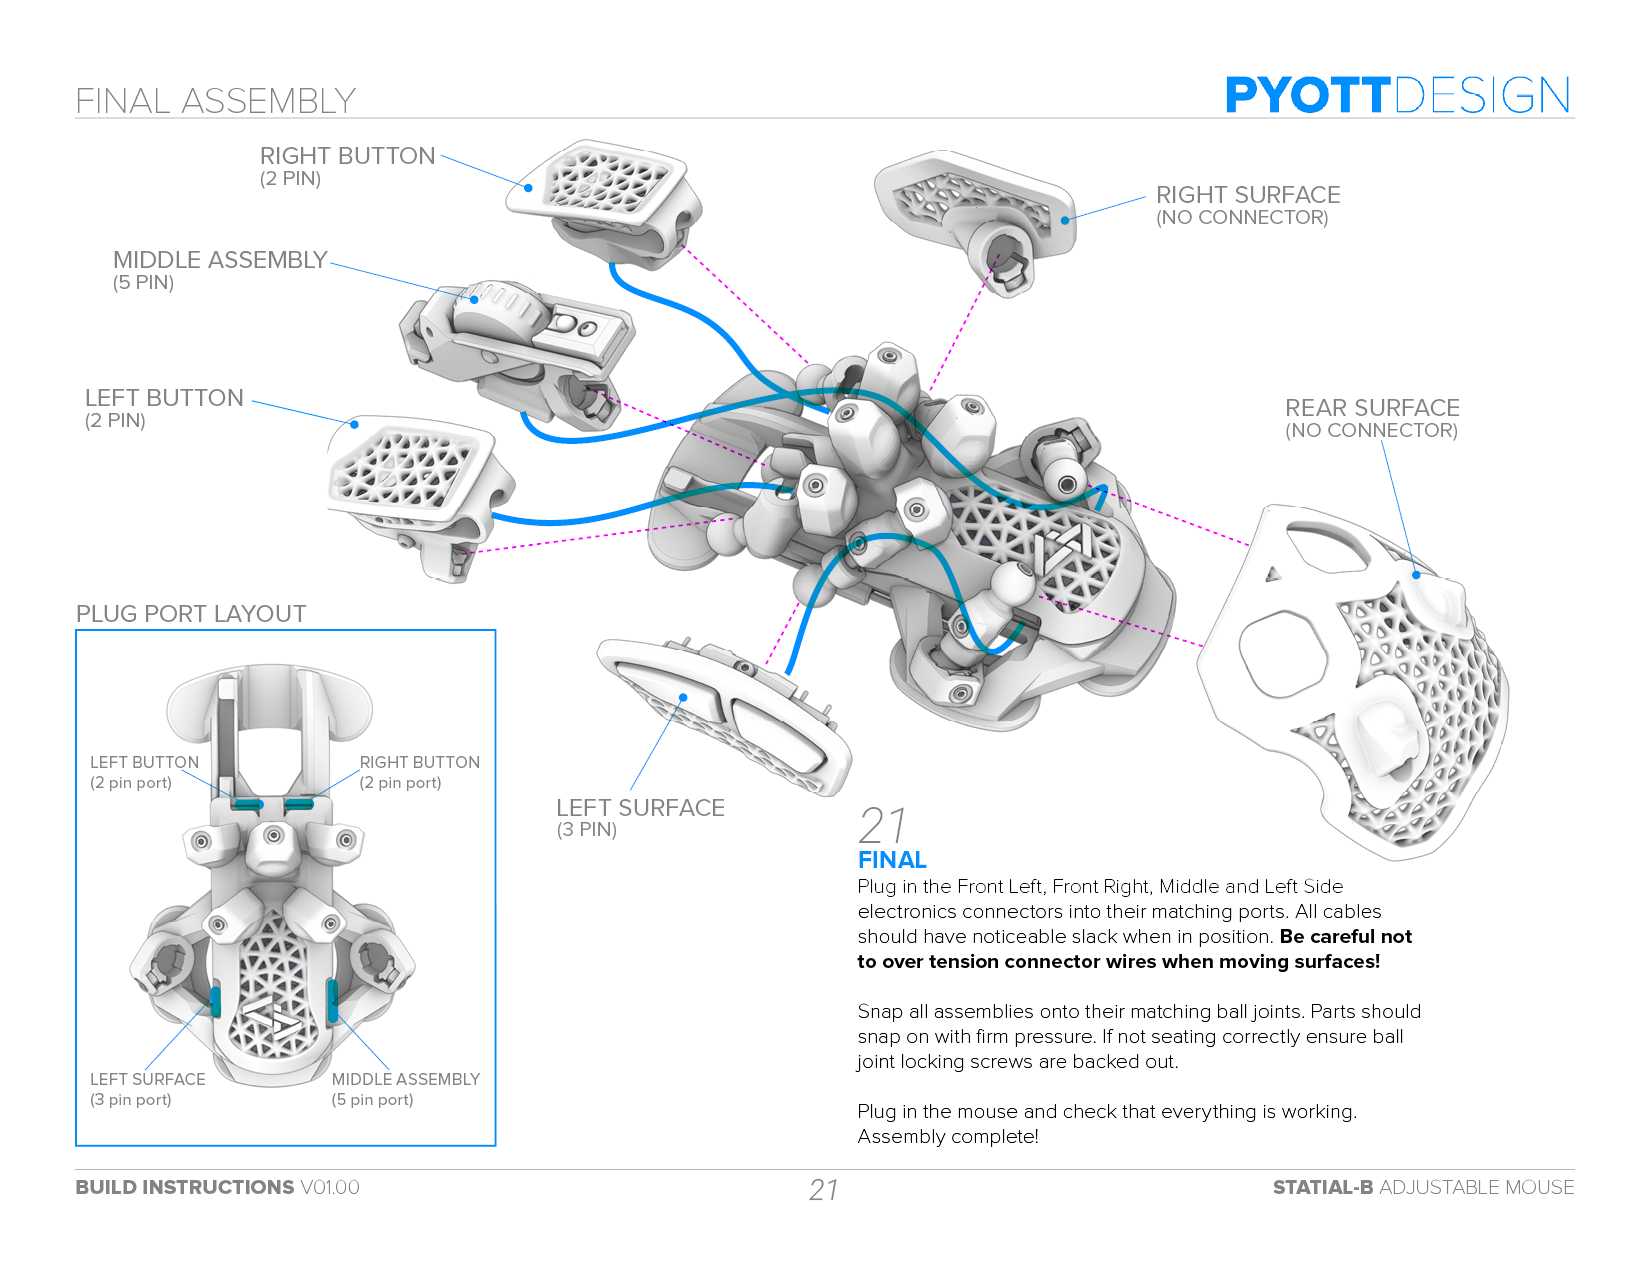 FINAL ASSEMBLY
PYOTTDESIGN
RIGHT BUTTON
(2 PIN)
RIGHT SURFACE
(NO CONNECTOR)
MIDDLE ASSEMBLY
(5 PIN)
LEFT BUTTON
(2 PIN)
REAR SURFACE
(NO CONNECTOR)
PLUG PORT LAYOUT
LEFT BUTTON
(2 pin port)
RIGHT BUTTON
(2 pin port)
LEFT SURFACE
(3 pin port)
MIDDLE ASSEMBLY
(5 pin port)
LEFT SURFACE
(3 PIN)
21
FINAL
Plug in the Front Left, Front Right, Middle and Left Side
electronics connectors into their matching ports. All cables
should have noticeable slack when in position. Be careful not
to over tension connector wires when moving surfaces!
Snap all assemblies onto their matching ball joints. Parts should
snap on with firm pressure. If not seating correctly ensure ball
joint locking screws are backed out.
Plug in the mouse and check that everything is working.
Assembly complete!
BUILD INSTRUCTIONS V01.00
21
STATIAL-B ADJUSTABLE MOUSE